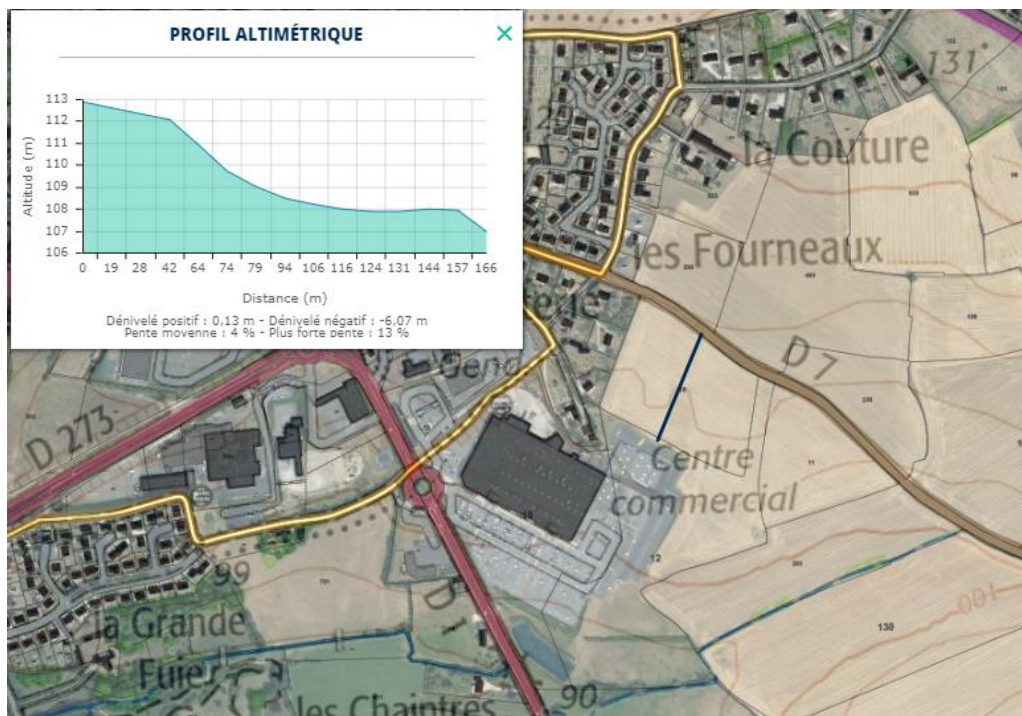 PROFIL ALTIMÉTRIQUE
113
112
111
110
109
108
107
106
Altitude (m)
0 19 28 42 64 74 79 94 106 116 124 131 144 157 166
Distance (m)
Dénivelé positif : 0,13 m - Dénivelé négatif : -6,07 m
Pente moyenne : 4 % - Plus forte pente : 13 %
131
la Couture
les Fourneaux
D 7
D 273
Centre
commercial
12
99
la Grande
Fuie
D
130
100
90
les Chaintres